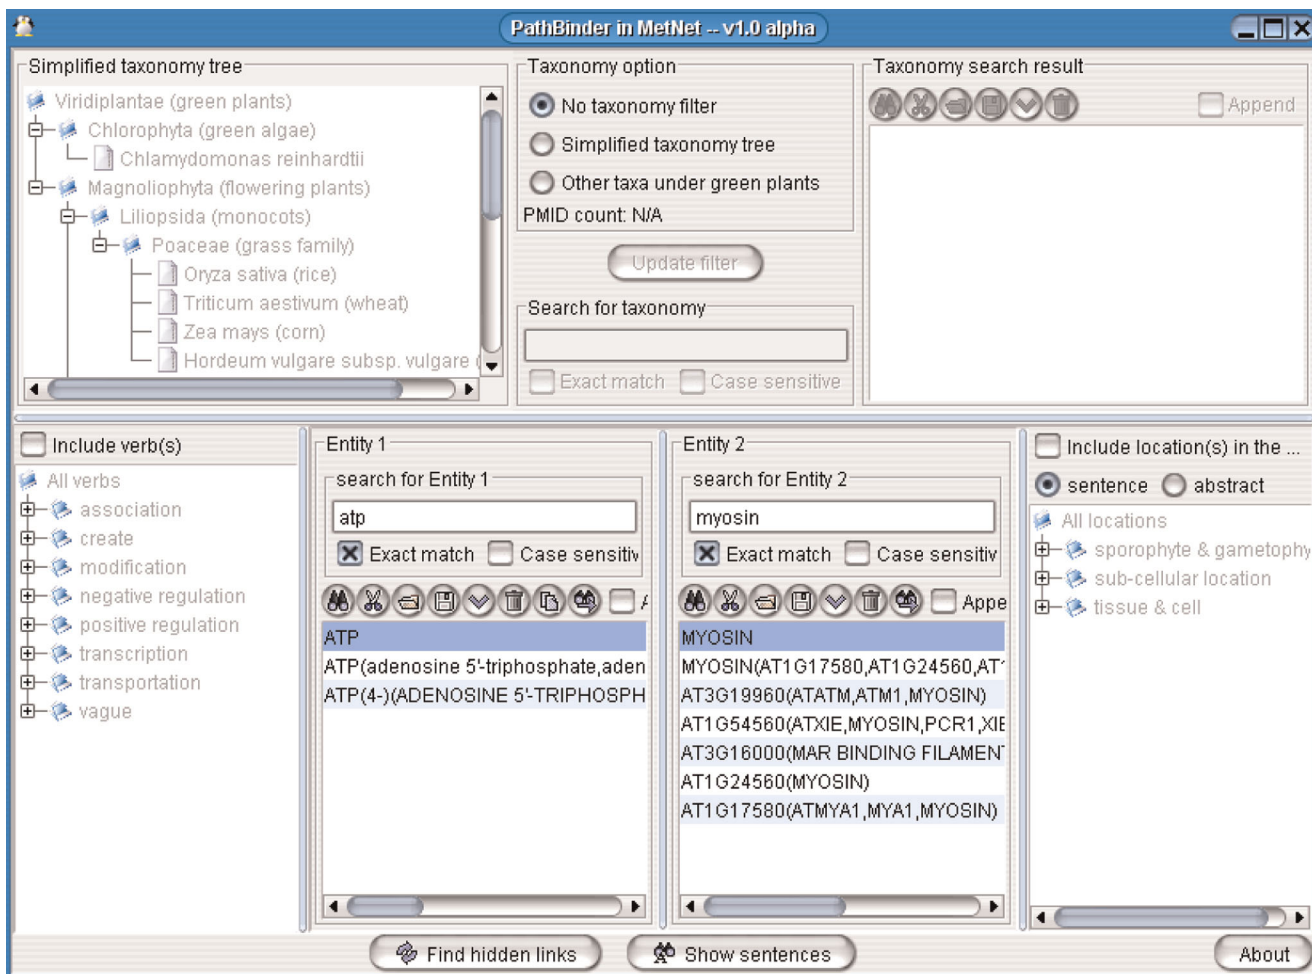 PathBinder in MetNet -- v1.0 alpha
Simplified taxonomy tree
Viridiplantae (green plants)
Chlorophyta (green algae)
Chlamydomonas reinhardtii
Magnoliophyta (flowering plants)
Liliopsida (monocots)
Poaceae (grass family)
Oryza sativa (rice)
Triticum aestivum (wheat)
Zea mays (corn)
Hordeum vulgare subsp. vulgare (
Taxonomy option
No taxonomy filter
Simplified taxonomy tree
Other taxa under green plants
PMID count: N/A
Update filter
Search for taxonomy
Exact match Case sensitive
Taxonomy search result
Append
Include verb(s)
All verbs
association
create
modification
negative regulation
positive regulation
transcription
transportation
vague
Entity 1
search for Entity 1
atp
Exact match Case sensitiv
ATP
ATP(adenosine 5'-triphosphate,aden
ATP(4-)(ADENOSINE 5'-TRIPHOSPH
Entity 2
search for Entity 2
myosin
Exact match Case sensitiv
Appe
MYOSIN
MYOSIN(AT1G17580,AT1G24560,AT1
AT3G19960(ATATM,ATM1,MYOSIN)
AT1G54560(ATXIE,MYOSIN,PCR1,XIE
AT3G16000(MAR BINDING FILAMEN
AT1G24560(MYOSIN)
AT1G17580(ATMYA1,MYA1,MYOSIN)
Include location(s) in the ...
sentence abstract
All locations
sporophyte & gametophy
sub-cellular location
tissue & cell
Find hidden links
Show sentences
About